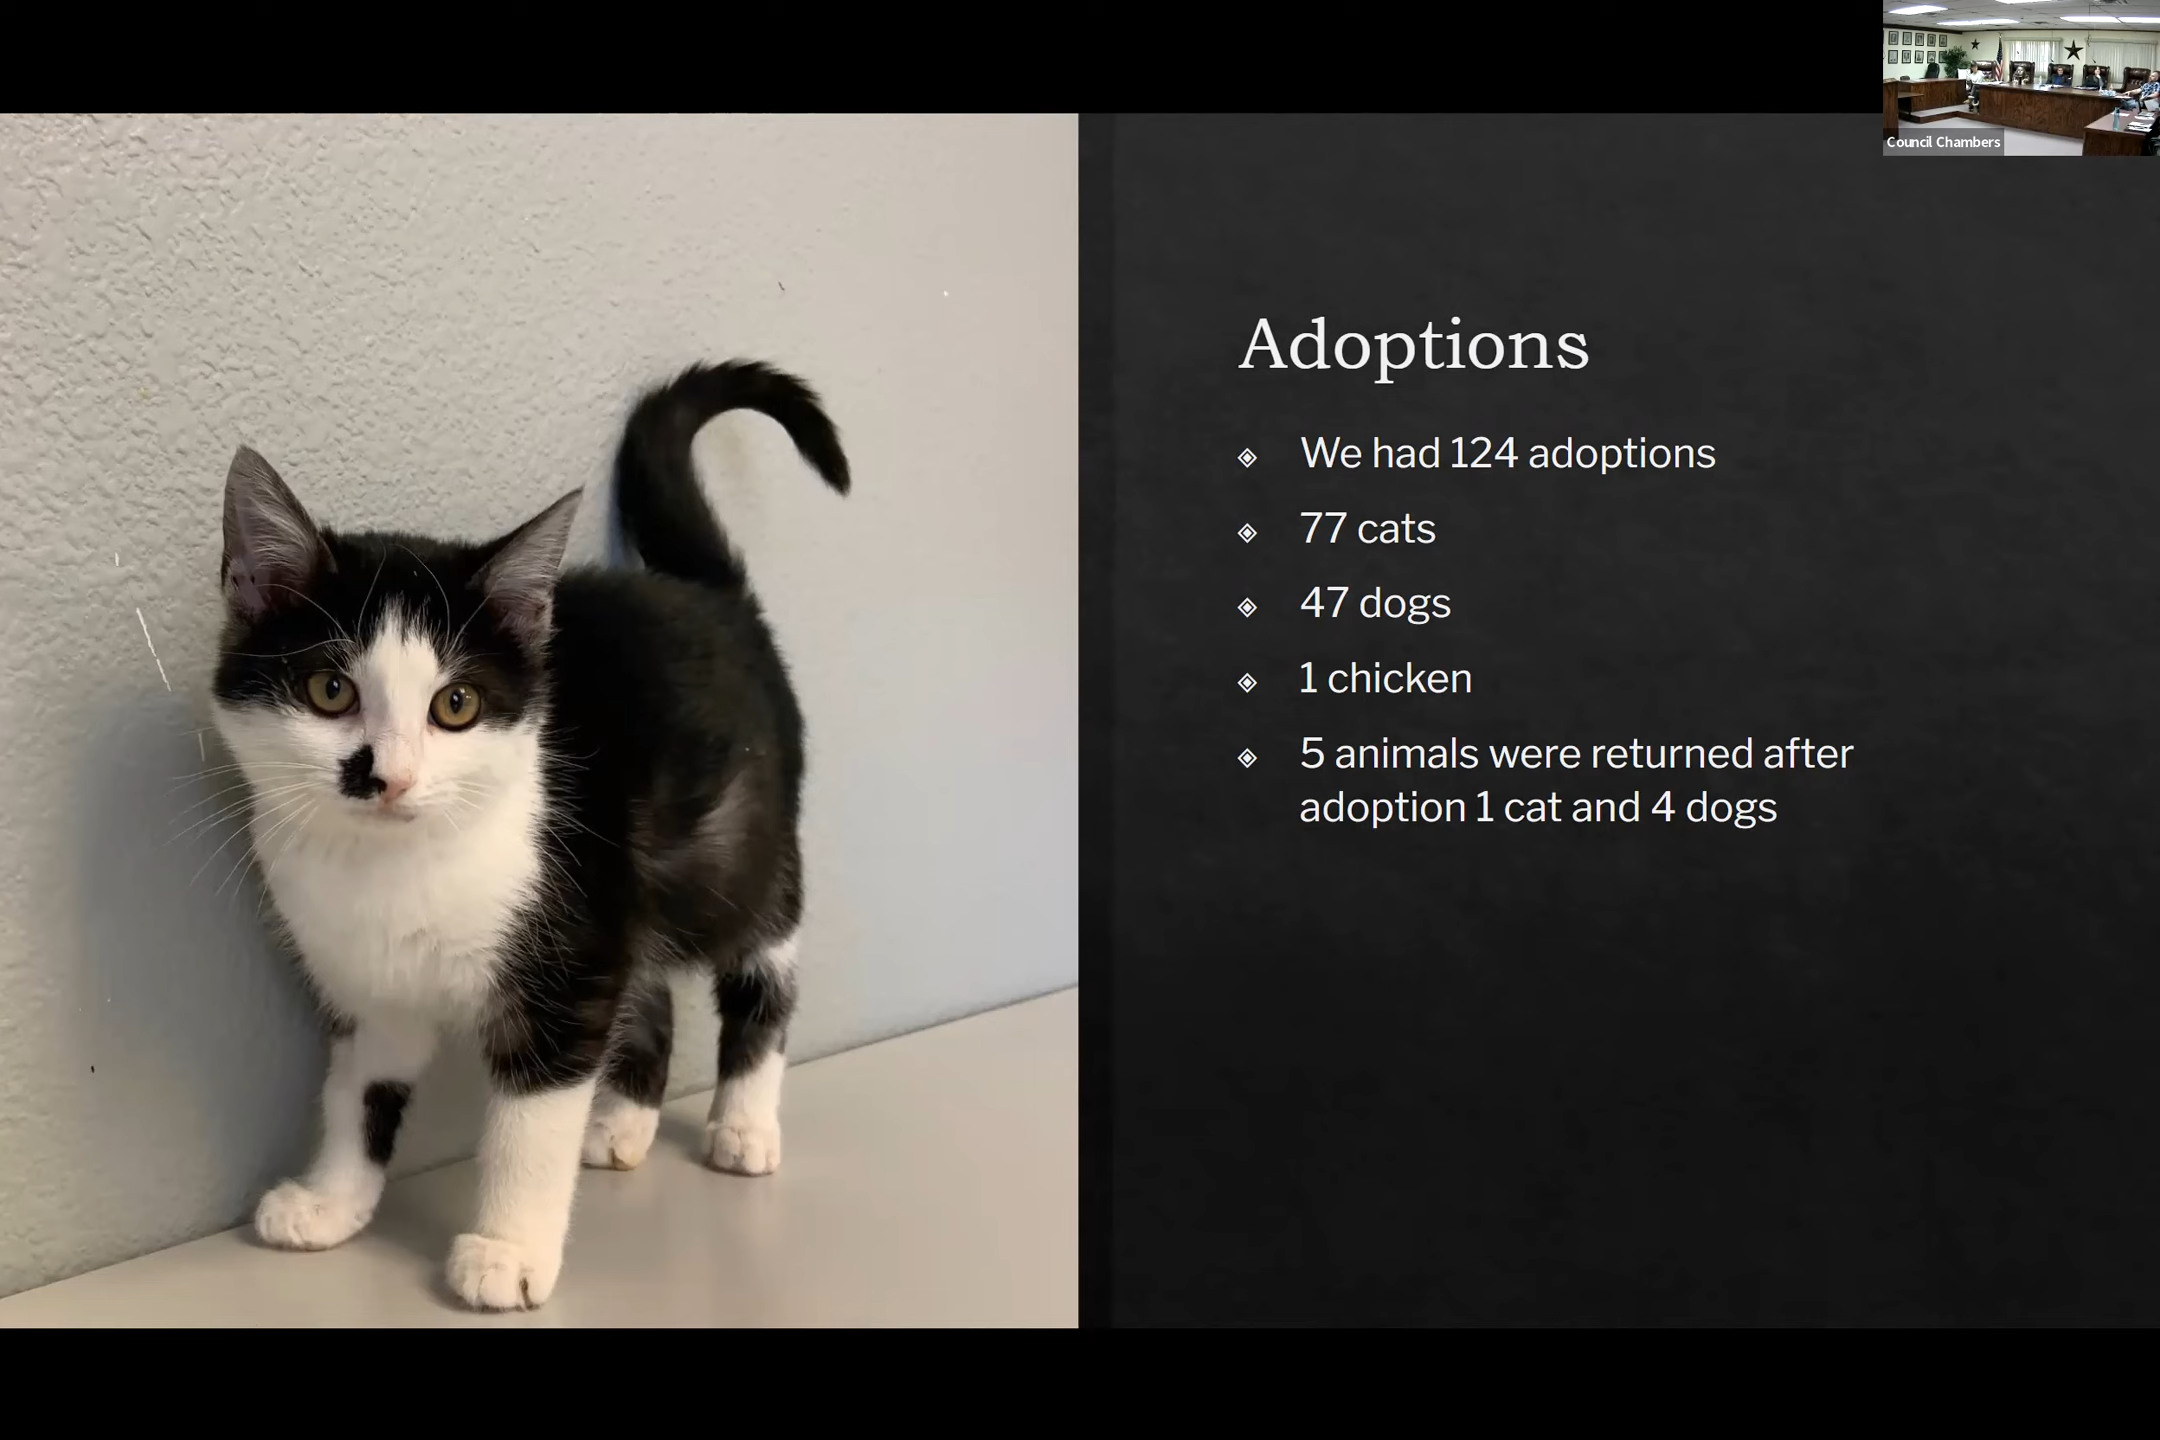 Council Chambers
Adoptions
We had 124 adoptions
77 cats
47 dogs
1 chicken
5 animals were returned after
adoption 1 cat and 4 dogs